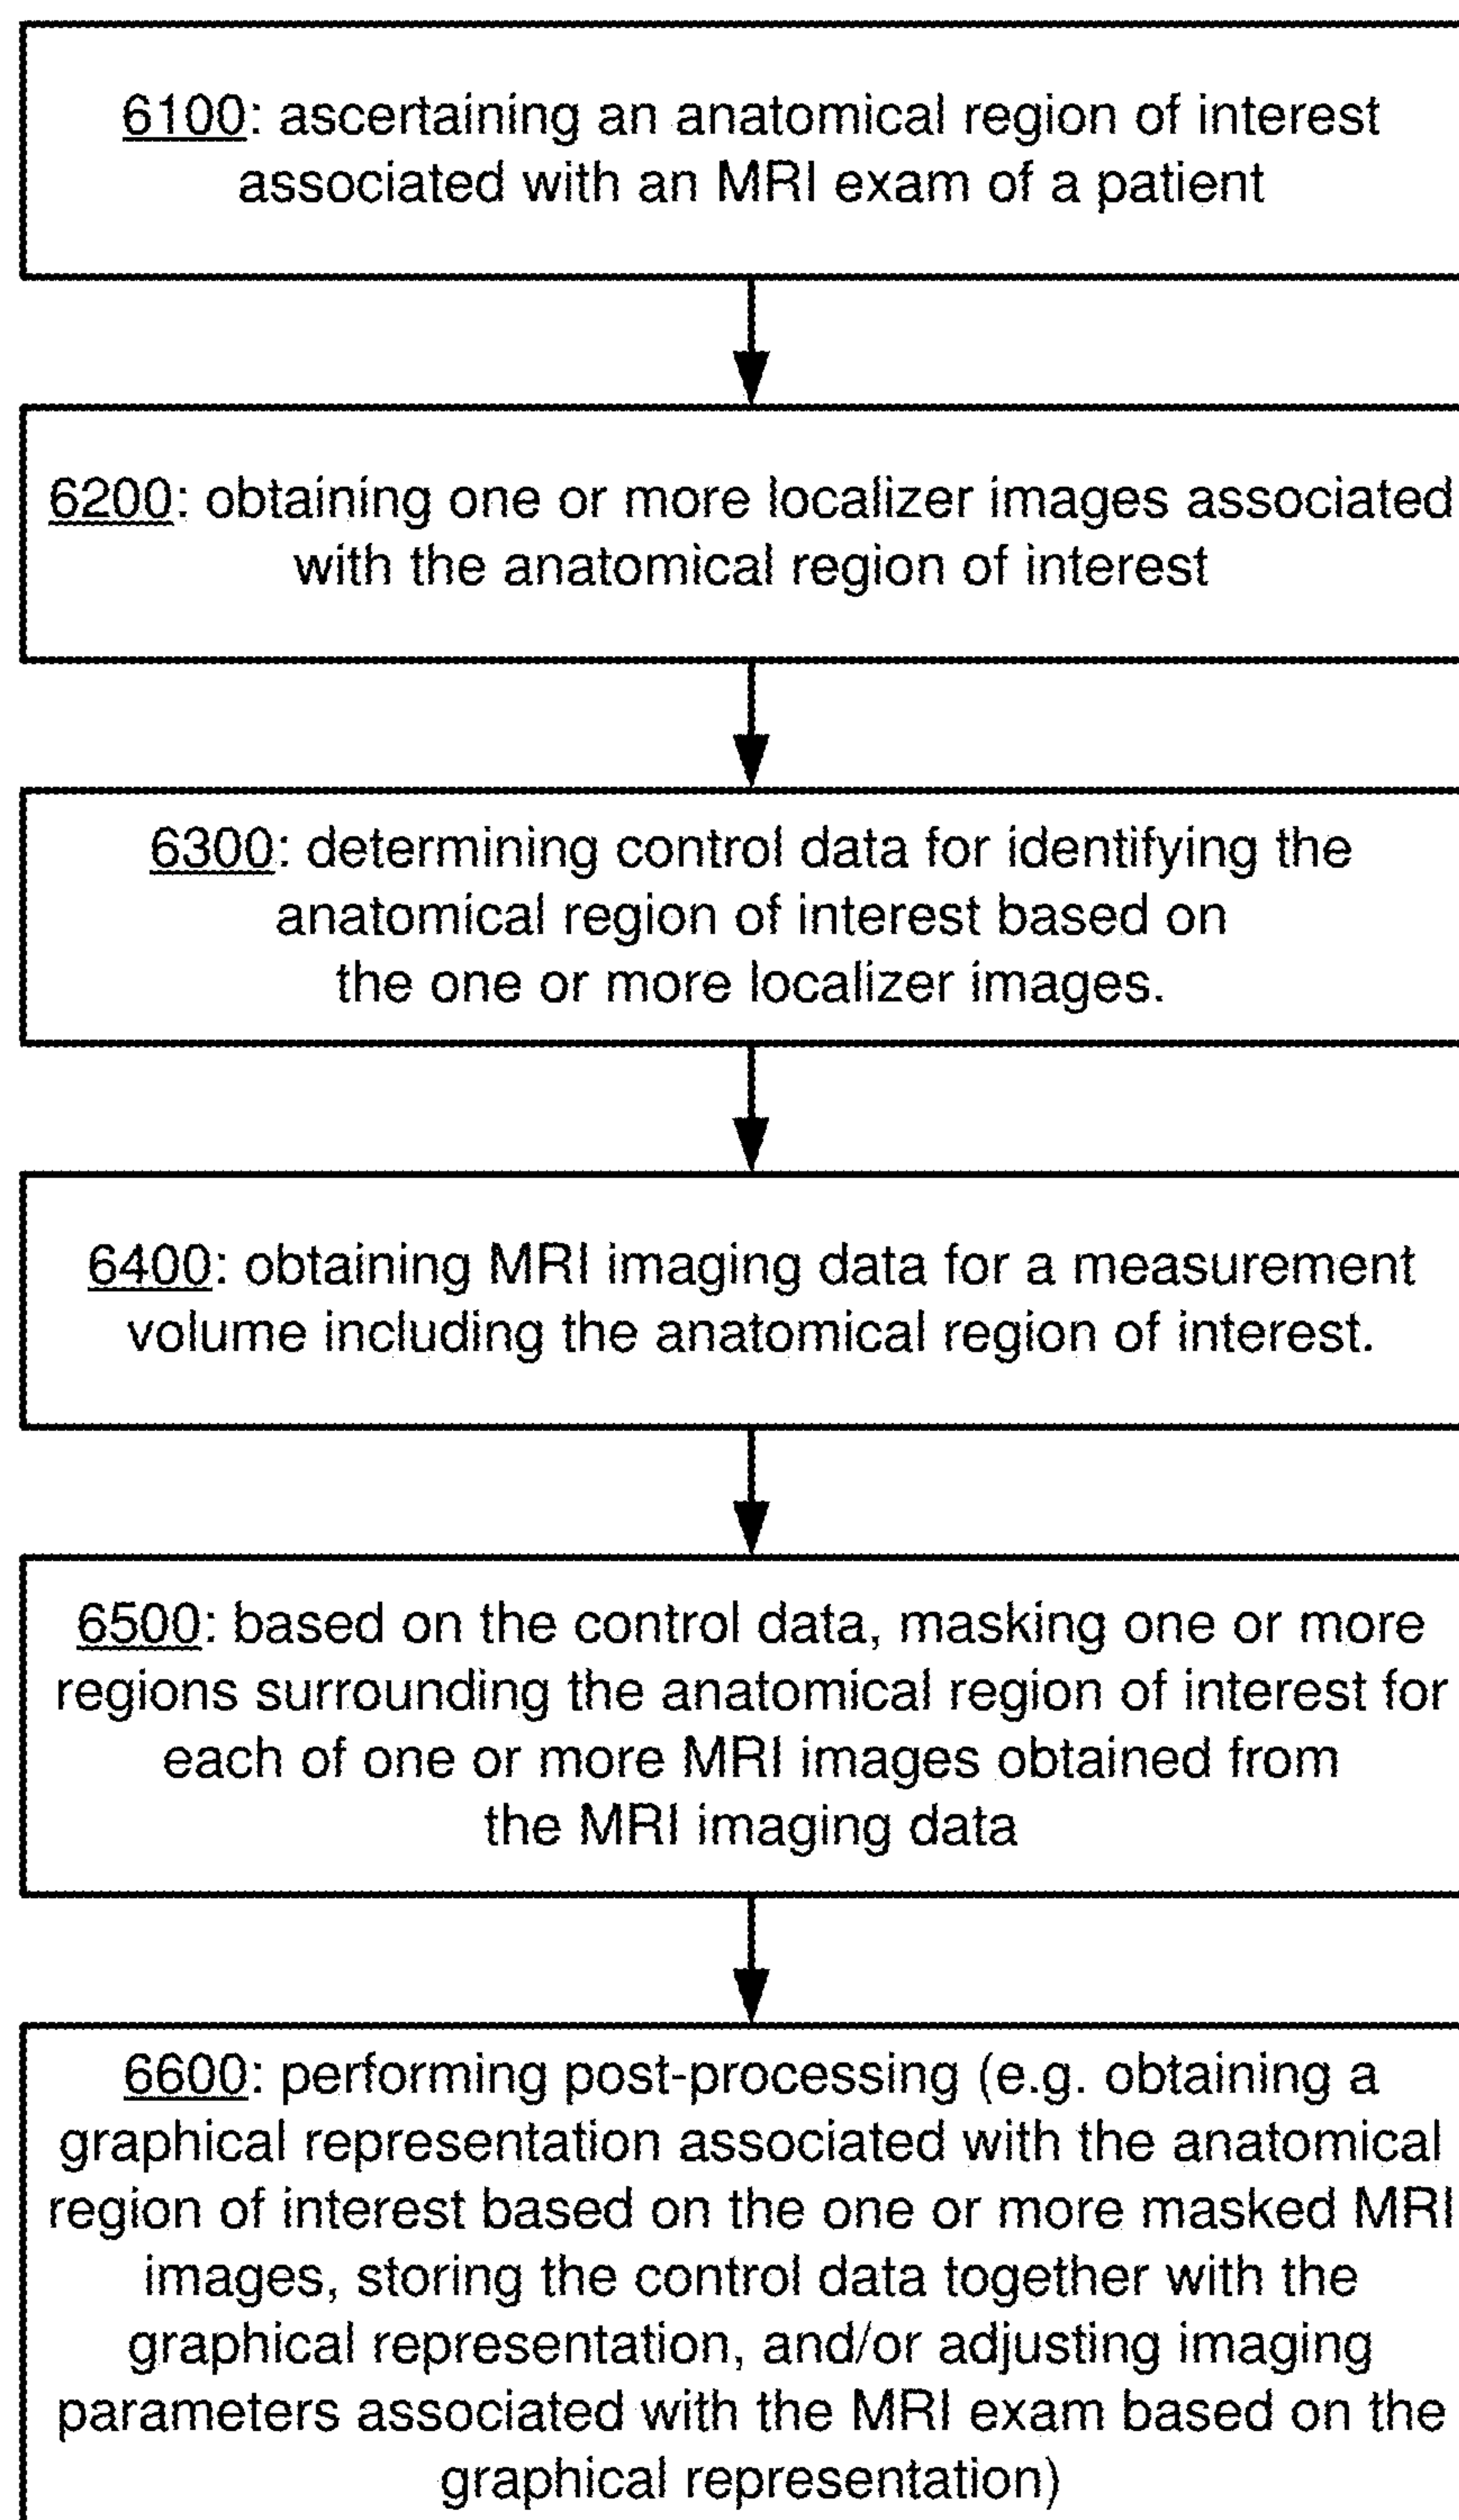 6100: ascertaining an anatomical region of interest
associated with an MRI exam of a patient
6200: obtaining one or more localizer images associated
with the anatomical region of interest
6300: determining control data for identifying the
anatomical region of interest based on
the one or more localizer images.
6400: obtaining MRI imaging data for a measurement
volume including the anatomical region of interest.
6500: based on the control data, masking one or more
regions surrounding the anatomical region of interest for
each of one or more MRI images obtained from
the MRI imaging data
6600: performing post-processing (e.g. obtaining a
graphical representation associated with the anatomical
region of interest based on the one or more masked MRI
images, storing the control data together with the
graphical representation, and/or adjusting imaging
parameters associated with the MRI exam based on the
graphical representation)